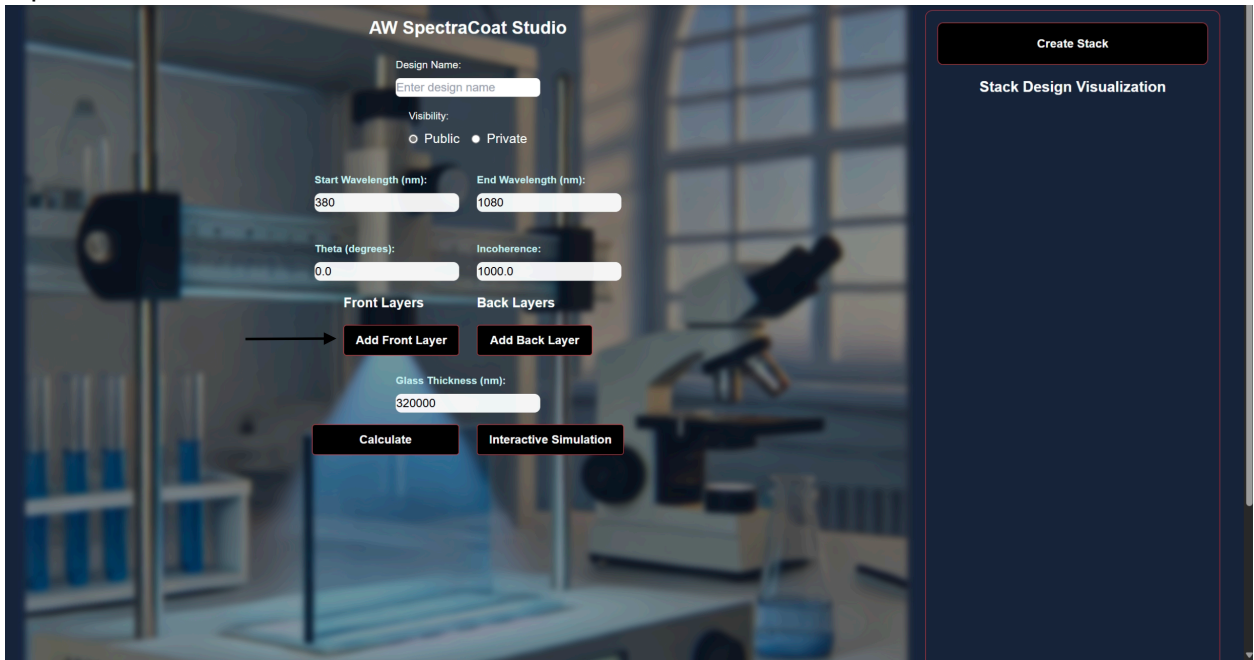 AW SpectraCoat Studio
Design Name:
Enter design name
Visibility:
Public Private
Start Wavelength (nm): End Wavelength (nm):
380 1080
Theta (degrees): Incoherence:
0.0 1000.0
Front Layers Back Layers
Add Front Layer Add Back Layer
Glass Thickness (nm):
320000
Calculate Interactive Simulation
Create Stack
Stack Design Visualization